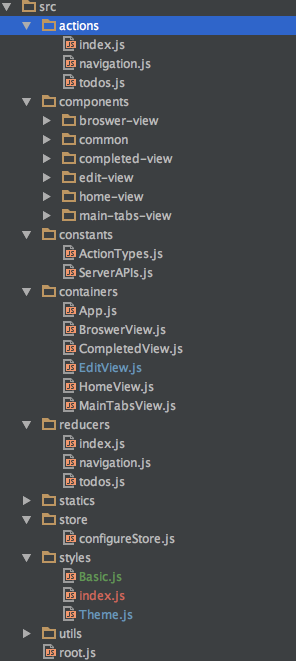 src
actions
index.js
navigation.js
todos.js
components
broswer-view
common
completed-view
edit-view
home-view
main-tabs-view
constants
ActionTypes.js
ServerAPIs.js
containers
App.js
BroswerView.js
CompletedView.js
EditView.js
HomeView.js
MainTabsView.js
reducers
index.js
navigation.js
todos.js
statics
store
configureStore.js
styles
Basic.js
Index.js
Theme.js
utils
root.js